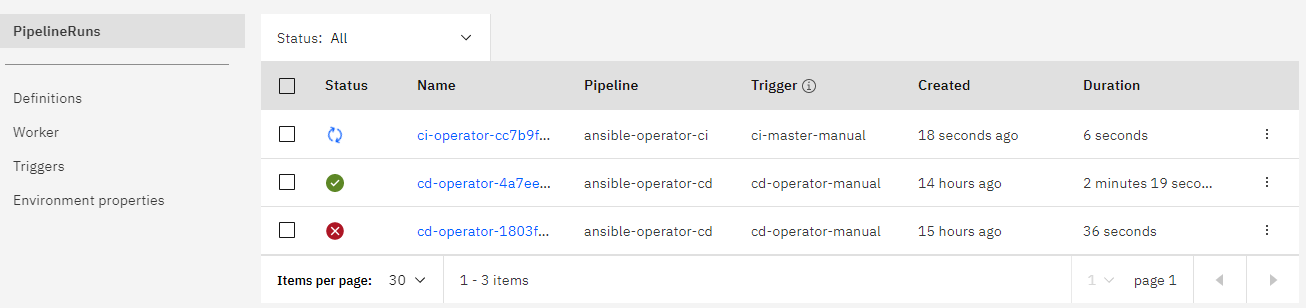 PipelineRuns
Definitions
Worker
Triggers
Environment properties
Status: All
Status Name Pipeline Trigger Created Duration
ci-operator-cc7b9f... ansible-operator-ci ci-master-manual 18 seconds ago 6 seconds
cd-operator-4a7ee... ansible-operator-cd cd-operator-manual 14 hours ago 2 minutes 19 seco...
cd-operator-1803f... ansible-operator-cd cd-operator-manual 15 hours ago 36 seconds
Items per page: 30 1 - 3 items 1 page 1